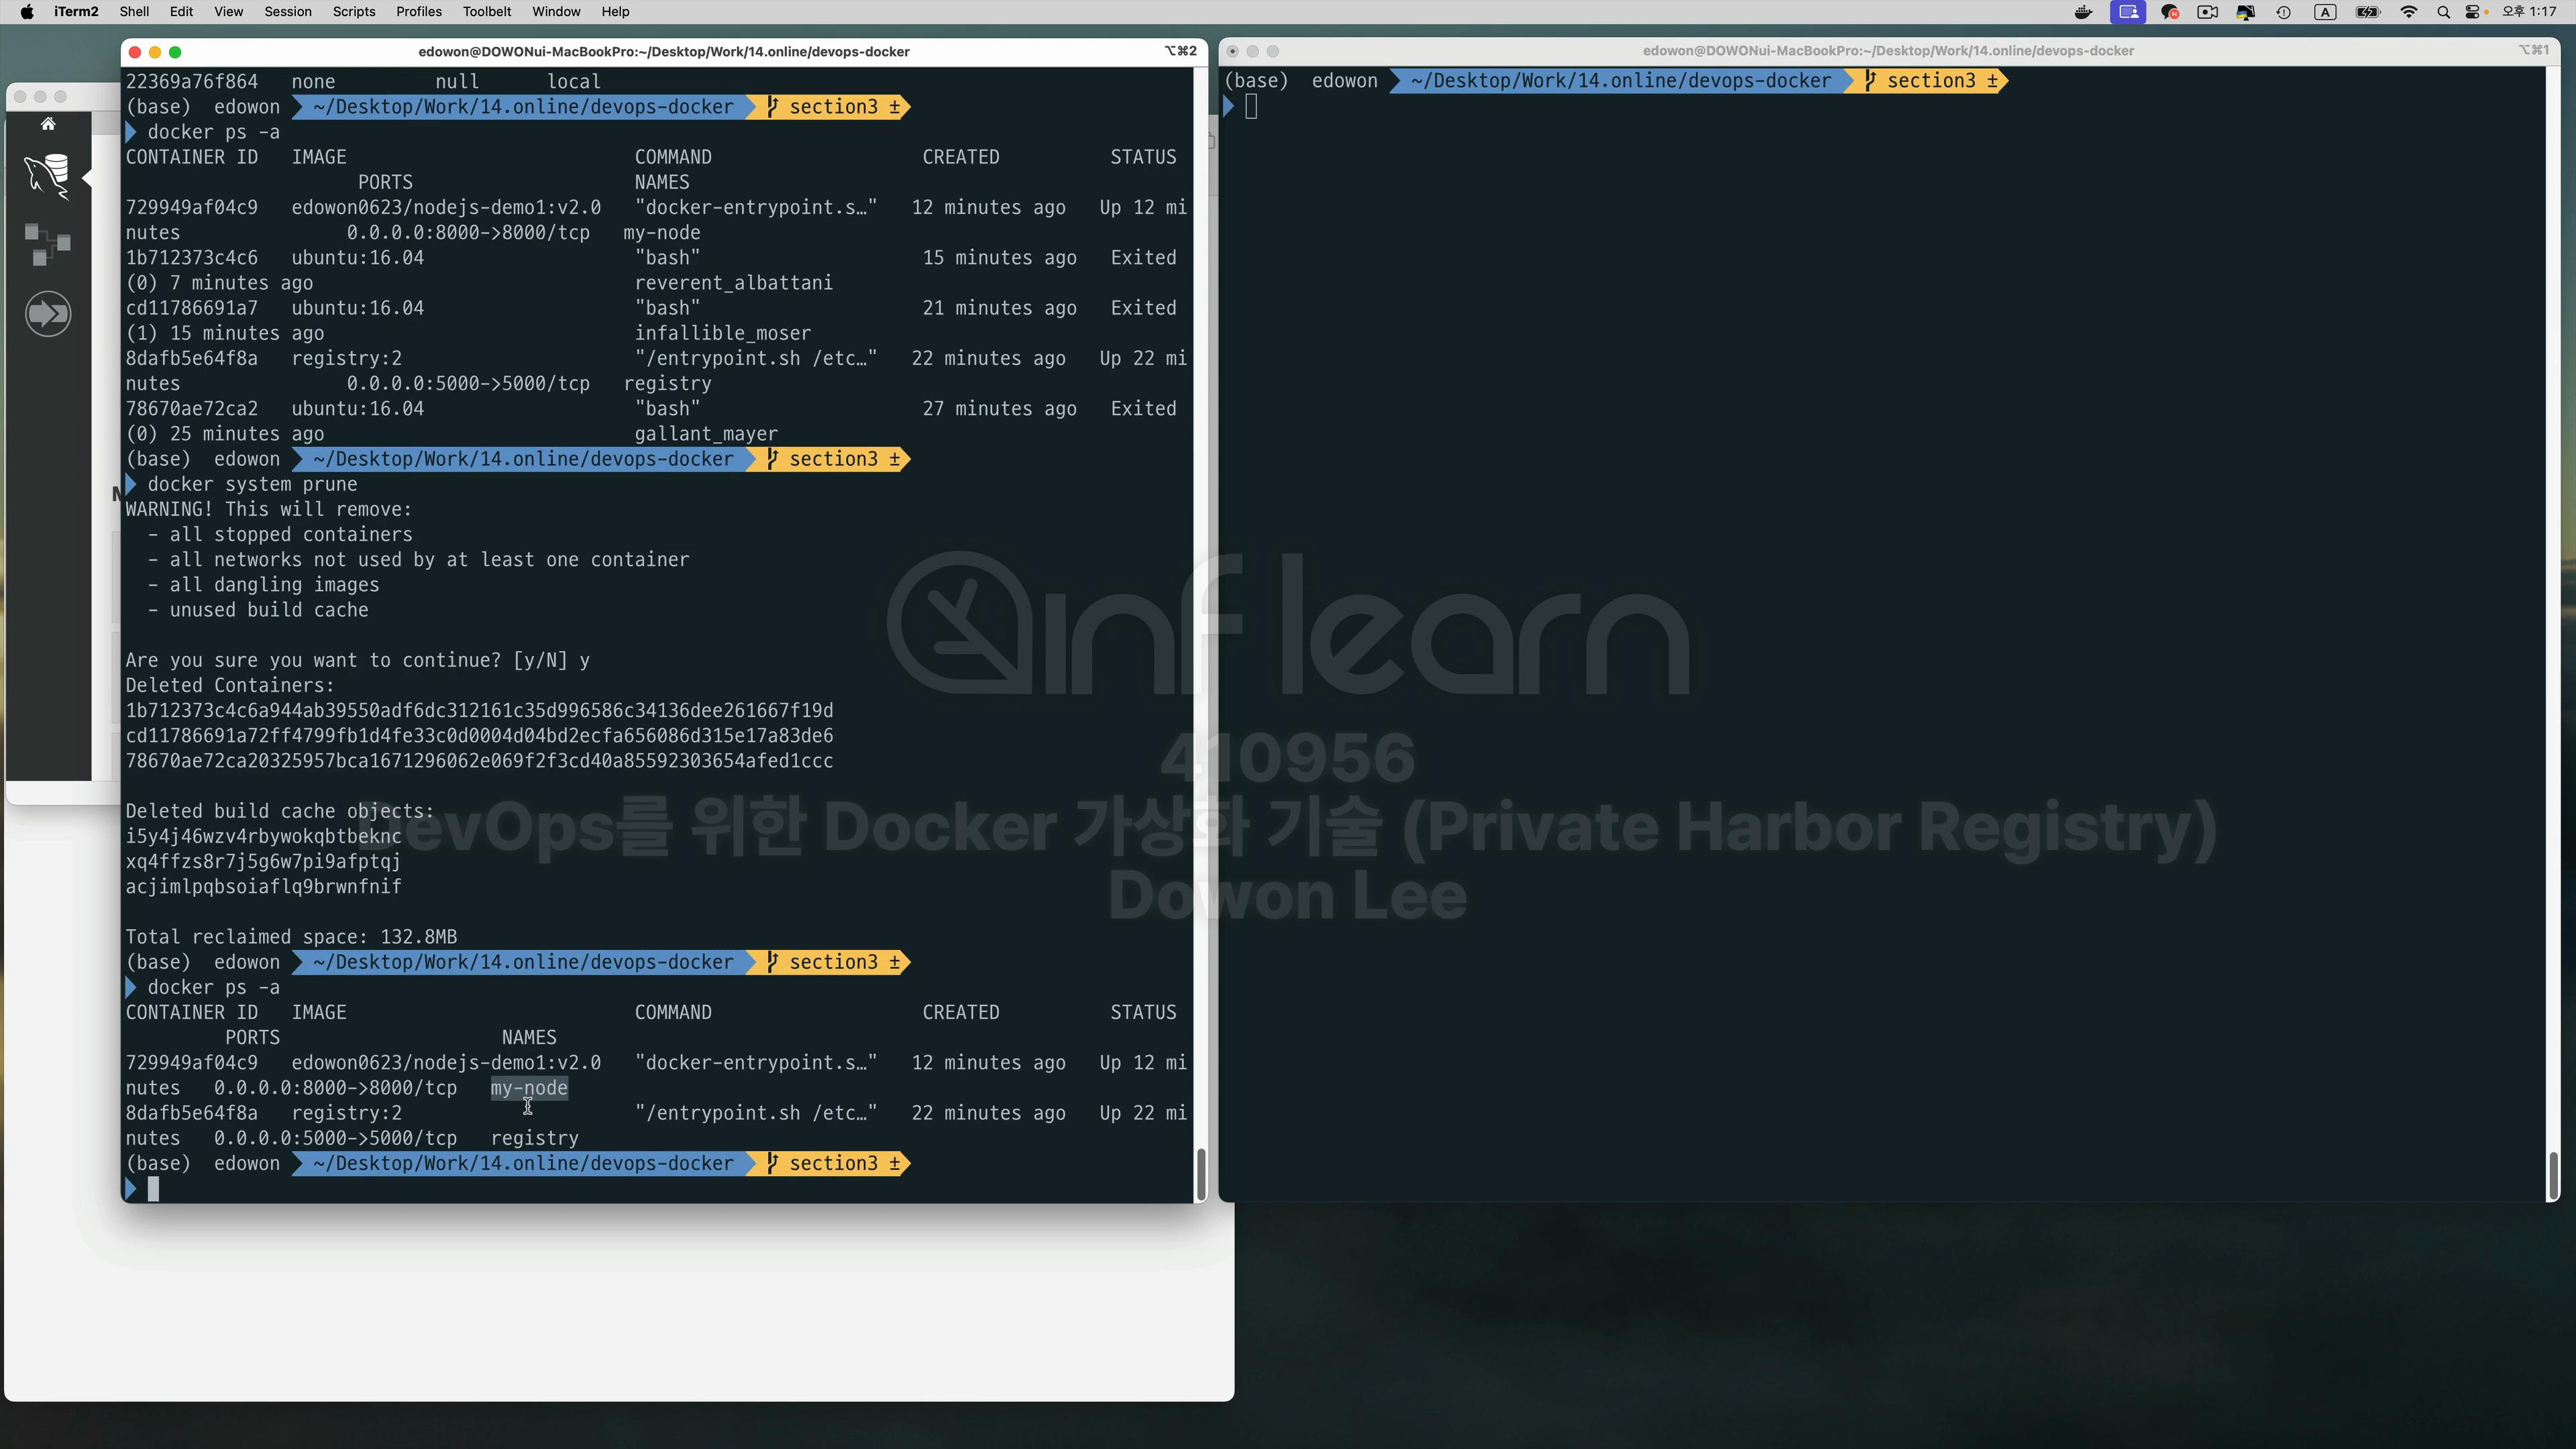 iTerm2 Shell Edit View Session Scripts Profiles Toolbelt Window Help
A 오후 1:17
edowon@DOWONui-MacBookPro:~/Desktop/Work/14.online/devops-docker ⌥⌘2
22369a76f864 none null local
(base) edowon ~/Desktop/Work/14.online/devops-docker section3 ±
docker ps -a
CONTAINER ID IMAGE COMMAND CREATED STATUS
PORTS NAMES
729949af04c9 edowon0623/nodejs-demo1:v2.0 "docker-entrypoint.s…" 12 minutes ago Up 12 mi
nutes 0.0.0.0:8000->8000/tcp my-node
1b712373c4c6 ubuntu:16.04 "bash" 15 minutes ago Exited
(0) 7 minutes ago reverent_albattani
cd11786691a7 ubuntu:16.04 "bash" 21 minutes ago Exited
(1) 15 minutes ago infallible_moser
8dafb5e64f8a registry:2 "/entrypoint.sh /etc…" 22 minutes ago Up 22 mi
nutes 0.0.0.0:5000->5000/tcp registry
78670ae72ca2 ubuntu:16.04 "bash" 27 minutes ago Exited
(0) 25 minutes ago gallant_mayer
(base) edowon ~/Desktop/Work/14.online/devops-docker section3 ±
docker system prune
WARNING! This will remove:
- all stopped containers
- all networks not used by at least one container
- all dangling images
- unused build cache
Are you sure you want to continue? [y/N] y
Deleted Containers:
1b712373c4c6a944ab39550adf6dc312161c35d996586c34136dee261667f19d
cd11786691a72ff4799fb1d4fe33c0d0004d04bd2ecfa656086d315e17a83de6
78670ae72ca20325957bca1671296062e069f2f3cd40a85592303654afed1ccc
Deleted build cache objects:
i5y4j46wzv4rbywokqbtbeknc
xq4ffzs8r7j5g6w7pi9afptqj
acjimlpqbsoiaflq9brwnfnif
Total reclaimed space: 132.8MB
(base) edowon ~/Desktop/Work/14.online/devops-docker section3 ±
docker ps -a
CONTAINER ID IMAGE COMMAND CREATED STATUS
PORTS NAMES
729949af04c9 edowon0623/nodejs-demo1:v2.0 "docker-entrypoint.s…" 12 minutes ago Up 12 mi
nutes 0.0.0.0:8000->8000/tcp my-node
8dafb5e64f8a registry:2 "/entrypoint.sh /etc…" 22 minutes ago Up 22 mi
nutes 0.0.0.0:5000->5000/tcp registry
(base) edowon ~/Desktop/Work/14.online/devops-docker section3 ±
edowon@DOWONui-MacBookPro:~/Desktop/Work/14.online/devops-docker ⌥⌘1
(base) edowon ~/Desktop/Work/14.online/devops-docker section3 ±
inflearn
410956
DevOps를 위한 Docker 가상화 기술 (Private Harbor Registry)
Dowon Lee